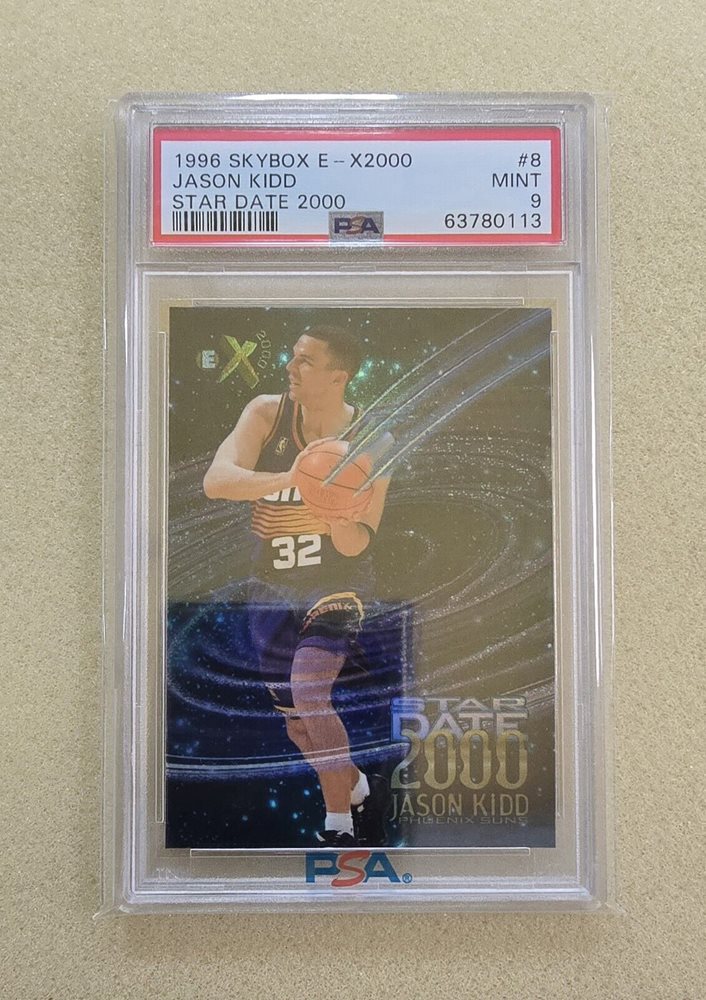 1996 SKYBOX E-X2000 #8
JASON KIDD MINT
STAR DATE 2000 9
PSA 63780113
E X 2000
32
STAR
DATE
2000
JASON KIDD
PHOENIX SUNS
PSA®